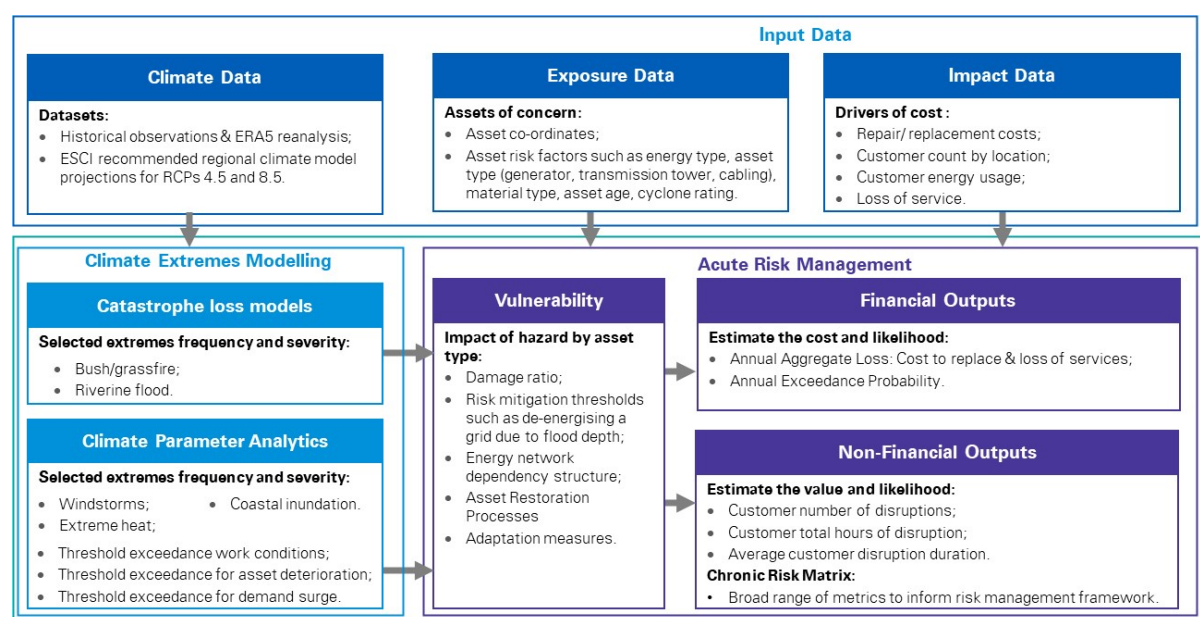 Input Data
Climate Data
Datasets:
• Historical observations & ERA5 reanalysis;
• ESCI recommended regional climate model
projections for RCPs 4.5 and 8.5.
Exposure Data
Assets of concern:
• Asset co-ordinates;
• Asset risk factors such as energy type, asset
type (generator, transmission tower, cabling),
material type, asset age, cyclone rating.
Impact Data
Drivers of cost :
• Repair/ replacement costs;
• Customer count by location;
• Customer energy usage;
• Loss of service.
Climate Extremes Modelling
Catastrophe loss models
Selected extremes frequency and severity:
• Bush/grassfire;
• Riverine flood.
Climate Parameter Analytics
Selected extremes frequency and severity:
• Windstorms;
• Coastal inundation.
• Extreme heat;
• Threshold exceedance work conditions;
• Threshold exceedance for asset deterioration;
• Threshold exceedance for demand surge.
Acute Risk Management
Vulnerability
Impact of hazard by asset
type:
• Damage ratio;
• Risk mitigation thresholds
such as de-energising a
grid due to flood depth;
• Energy network
dependency structure;
• Asset Restoration
Processes
• Adaptation measures.
Financial Outputs
Estimate the cost and likelihood:
• Annual Aggregate Loss: Cost to replace & loss of services;
• Annual Exceedance Probability.
Non-Financial Outputs
Estimate the value and likelihood:
• Customer number of disruptions;
• Customer total hours of disruption;
• Average customer disruption duration.
Chronic Risk Matrix:
• Broad range of metrics to inform risk management framework.